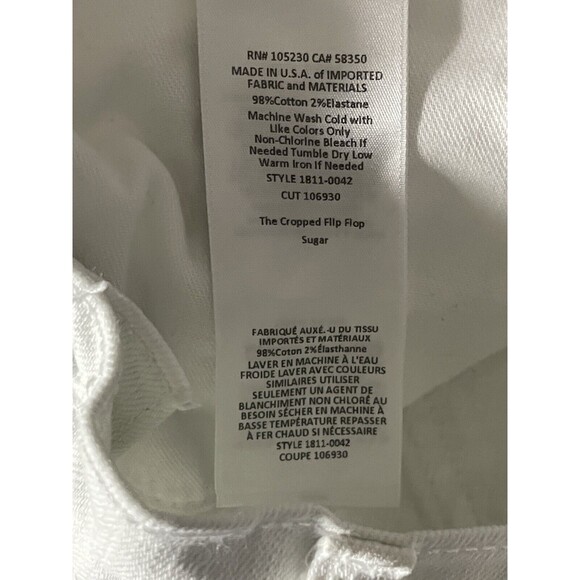 RN# 105230 CA# 58350
MADE IN U.S.A. of IMPORTED
FABRIC and MATERIALS
98%Cotton 2%Elastane
Machine Wash Cold with
Like Colors Only
Non-Chlorine Bleach If
Needed Tumble Dry Low
Warm Iron If Needed
STYLE 1811-0042
CUT 106930
The Cropped Flip Flop
Sugar
FABRIQUÉ AUXÉ.-U DU TISSU
IMPORTÉS ET MATÉRIAUX
98%Coton 2%Élasthanne
LAVER EN MACHINE À L'EAU
FROIDE LAVER AVEC COULEURS
SIMILAIRES UTILISER
SEULEMENT UN AGENT DE
BLANCHIMENT NON CHLORÉ AU
BESOIN SÉCHER EN MACHINE À
BASSE TEMPÉRATURE REPASSER
À FER CHAUD SI NÉCESSAIRE
STYLE 1811-0042
COUPE 106930